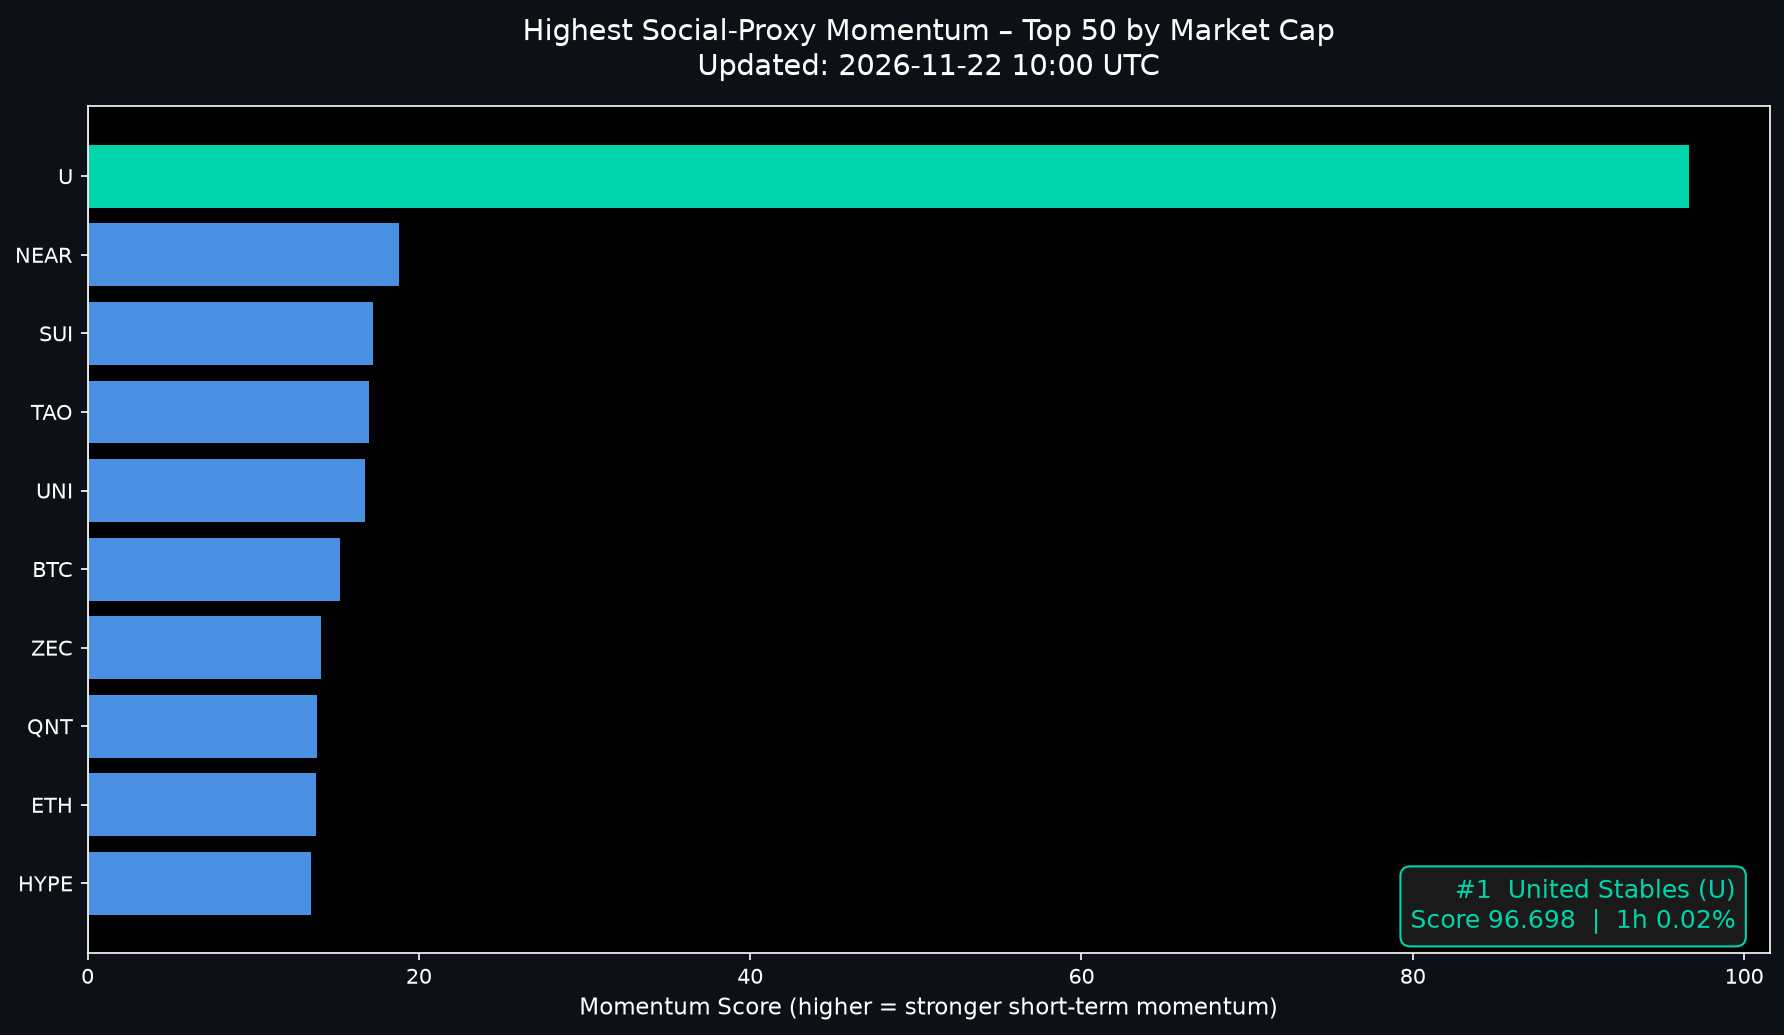 Highest Social-Proxy Momentum – Top 50 by Market Cap
Updated: 2026-11-22 10:00 UTC
U
NEAR
SUI
TAO
UNI
BTC
ZEC
QNT
ETH
HYPE
#1  United Stables (U)
Score 96.698  |  1h 0.02%
0 20 40 60 80 100
Momentum Score (higher = stronger short-term momentum)